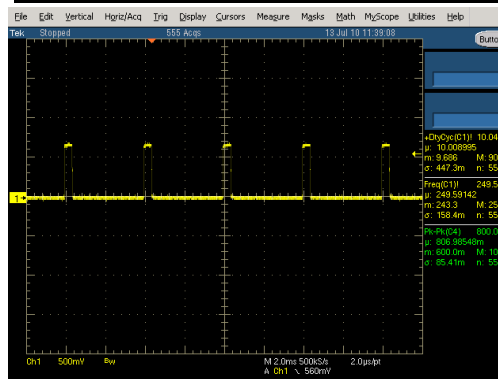 File Edit Vertical Horiz/Acq Trig Display Cursors Measure Masks Math MyScope Utilities Help
Tek Stopped 555 Acqs 13 Jul 10 11:39:08
Butto
+DtyCyc(C1)! 10.04
µ: 10.008995
m: 9.686 M: 90
σ: 447.3m n: 55
Freq(C1)! 249.5
µ: 249.59142
m: 243.3 M: 25
σ: 158.4m n: 55
Pk-Pk(C4) 800.0
µ: 806.98548m
m: 600.0m M: 10
σ: 85.41m n: 55
1
Ch1 500mV Bw M 2.0ms 500kS/s 2.0µs/pt
A Ch1 \ 560mV